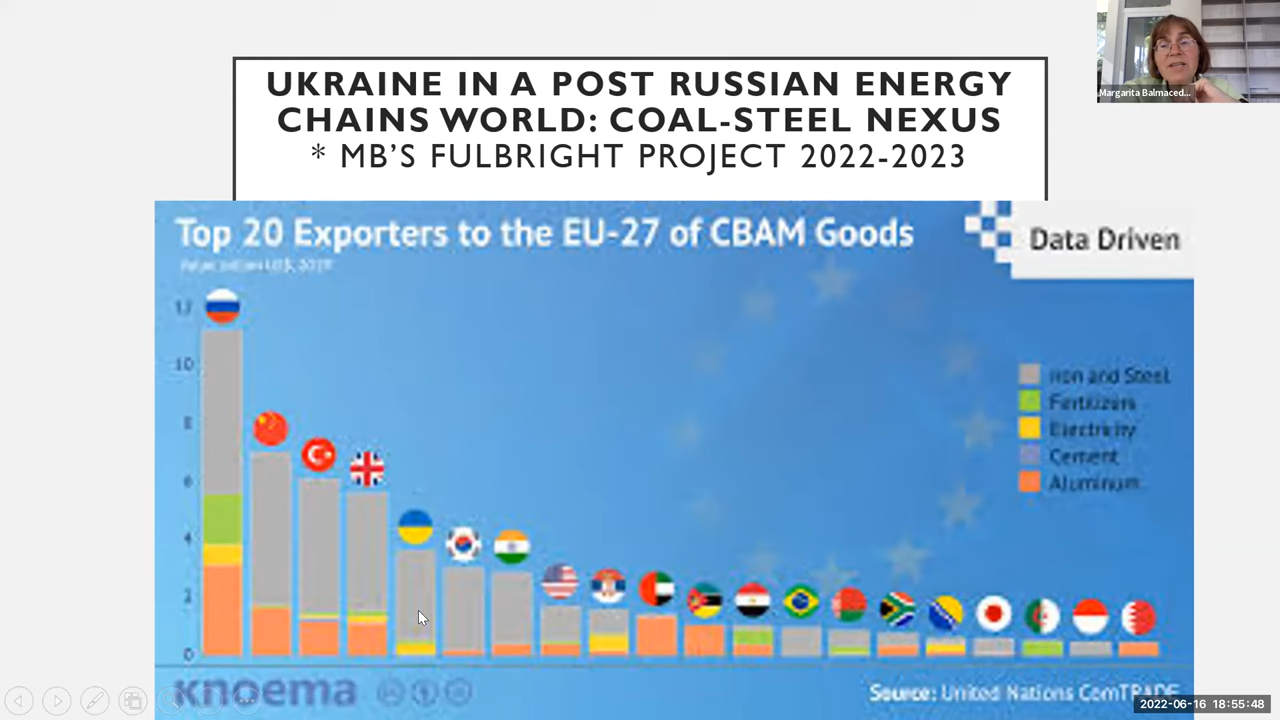 UKRAINE IN A POST RUSSIAN ENERGY
CHAINS WORLD: COAL-STEEL NEXUS
* MB'S FULBRIGHT PROJECT 2022-2023
Margarita Balmaced...
Top 20 Exporters to the EU-27 of CBAM Goods
Data Driven
12
10
8
6
4
2
0
Iron and Steel
Fertilizers
Electricity
Cement
Aluminum
knoema
Source: United Nations ComTRADE
2022-06-16 18:55:48